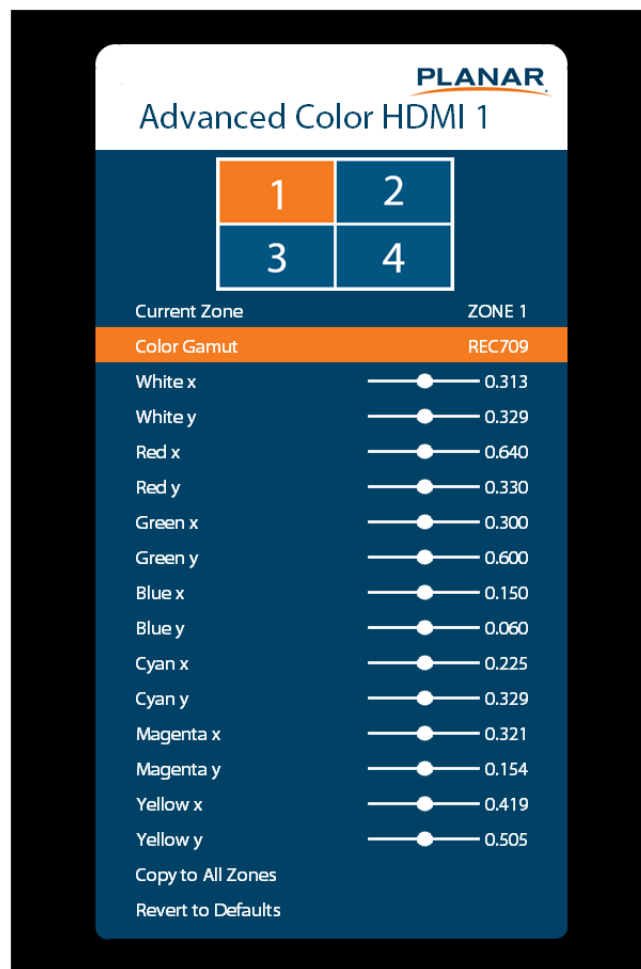 PLANAR
Advanced Color HDMI 1
1 2
3 4
Current Zone ZONE 1
Color Gamut REC709
White x 0.313
White y 0.329
Red x 0.640
Red y 0.330
Green x 0.300
Green y 0.600
Blue x 0.150
Blue y 0.060
Cyan x 0.225
Cyan y 0.329
Magenta x 0.321
Magenta y 0.154
Yellow x 0.419
Yellow y 0.505
Copy to All Zones
Revert to Defaults